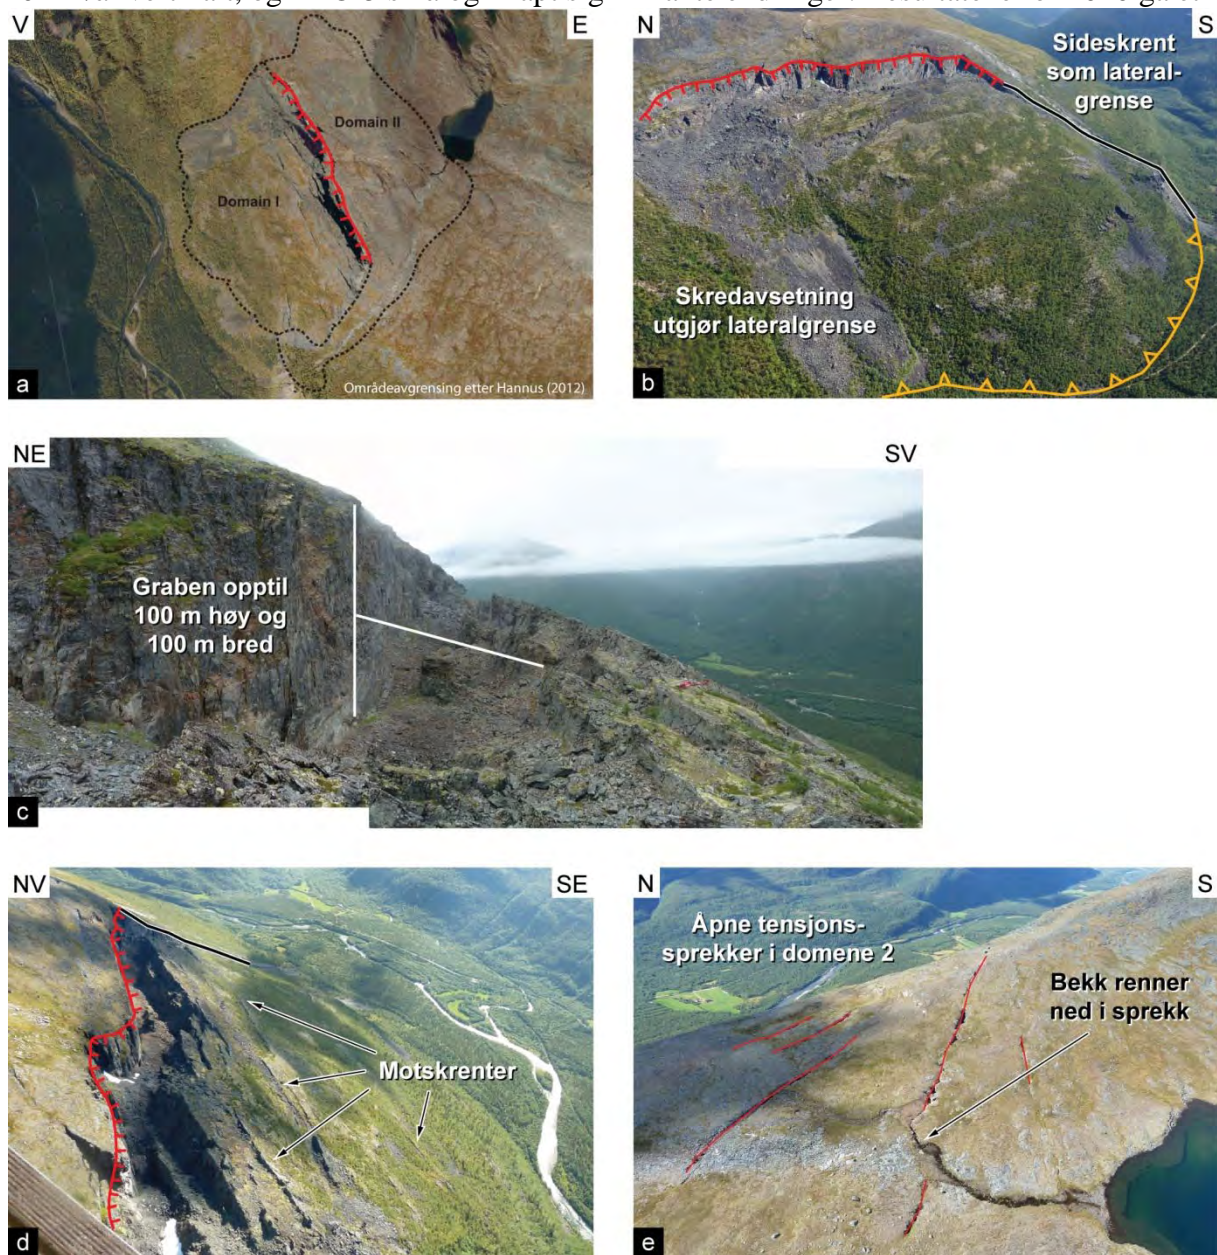 V
E
Domain II
Domain I
Områdeavgrensing etter Hannus (2012)
a
N
S
Sideskrent
som lateral-
grense
Skredavsetning
utgjør lateralgrense
b
NE
SV
Graben opptil
100 m høy og
100 m bred
c
NV
SE
Motskrenter
d
N
S
Åpne tensjons-
sprekker i domene 2
Bekk renner
ned i sprekk
e